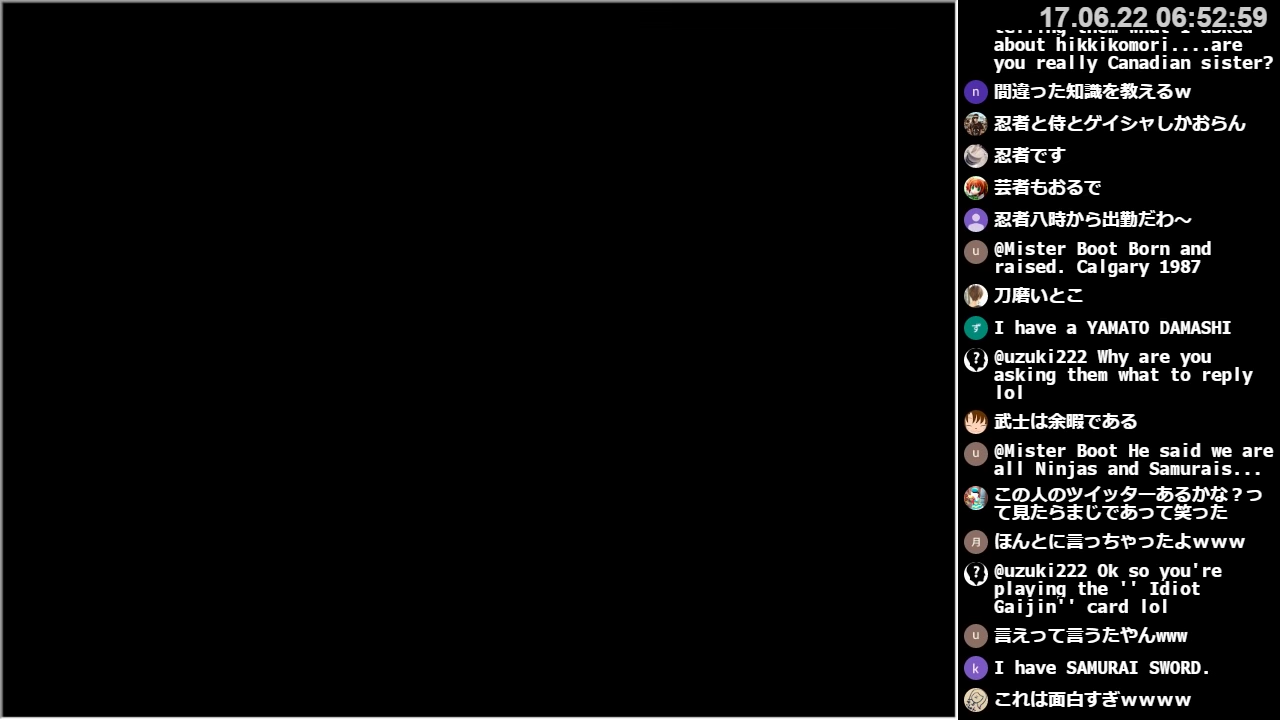 17.06.22 06:52:59
telling them what I asked
about hikkikomori....are
you really Canadian sister?
n
間違った知識を教えるｗ
忍者と侍とゲイシャしかおらん
忍者です
芸者もおるで
忍者八時から出勤だわ～
u
@Mister Boot Born and
raised. Calgary 1987
刀磨いとこ
ず
I have a YAMATO DAMASHI
?
@uzuki222 Why are you
asking them what to reply
lol
武士は余暇である
u
@Mister Boot He said we are
all Ninjas and Samurais...
この人のツイッターあるかな？っ
て見たらまじであって笑った
月
ほんとに言っちゃったよｗｗｗ
?
@uzuki222 Ok so you're
playing the '' Idiot
Gaijin'' card lol
u
言えって言うたやんwww
k
I have SAMURAI SWORD.
これは面白すぎｗｗｗｗ